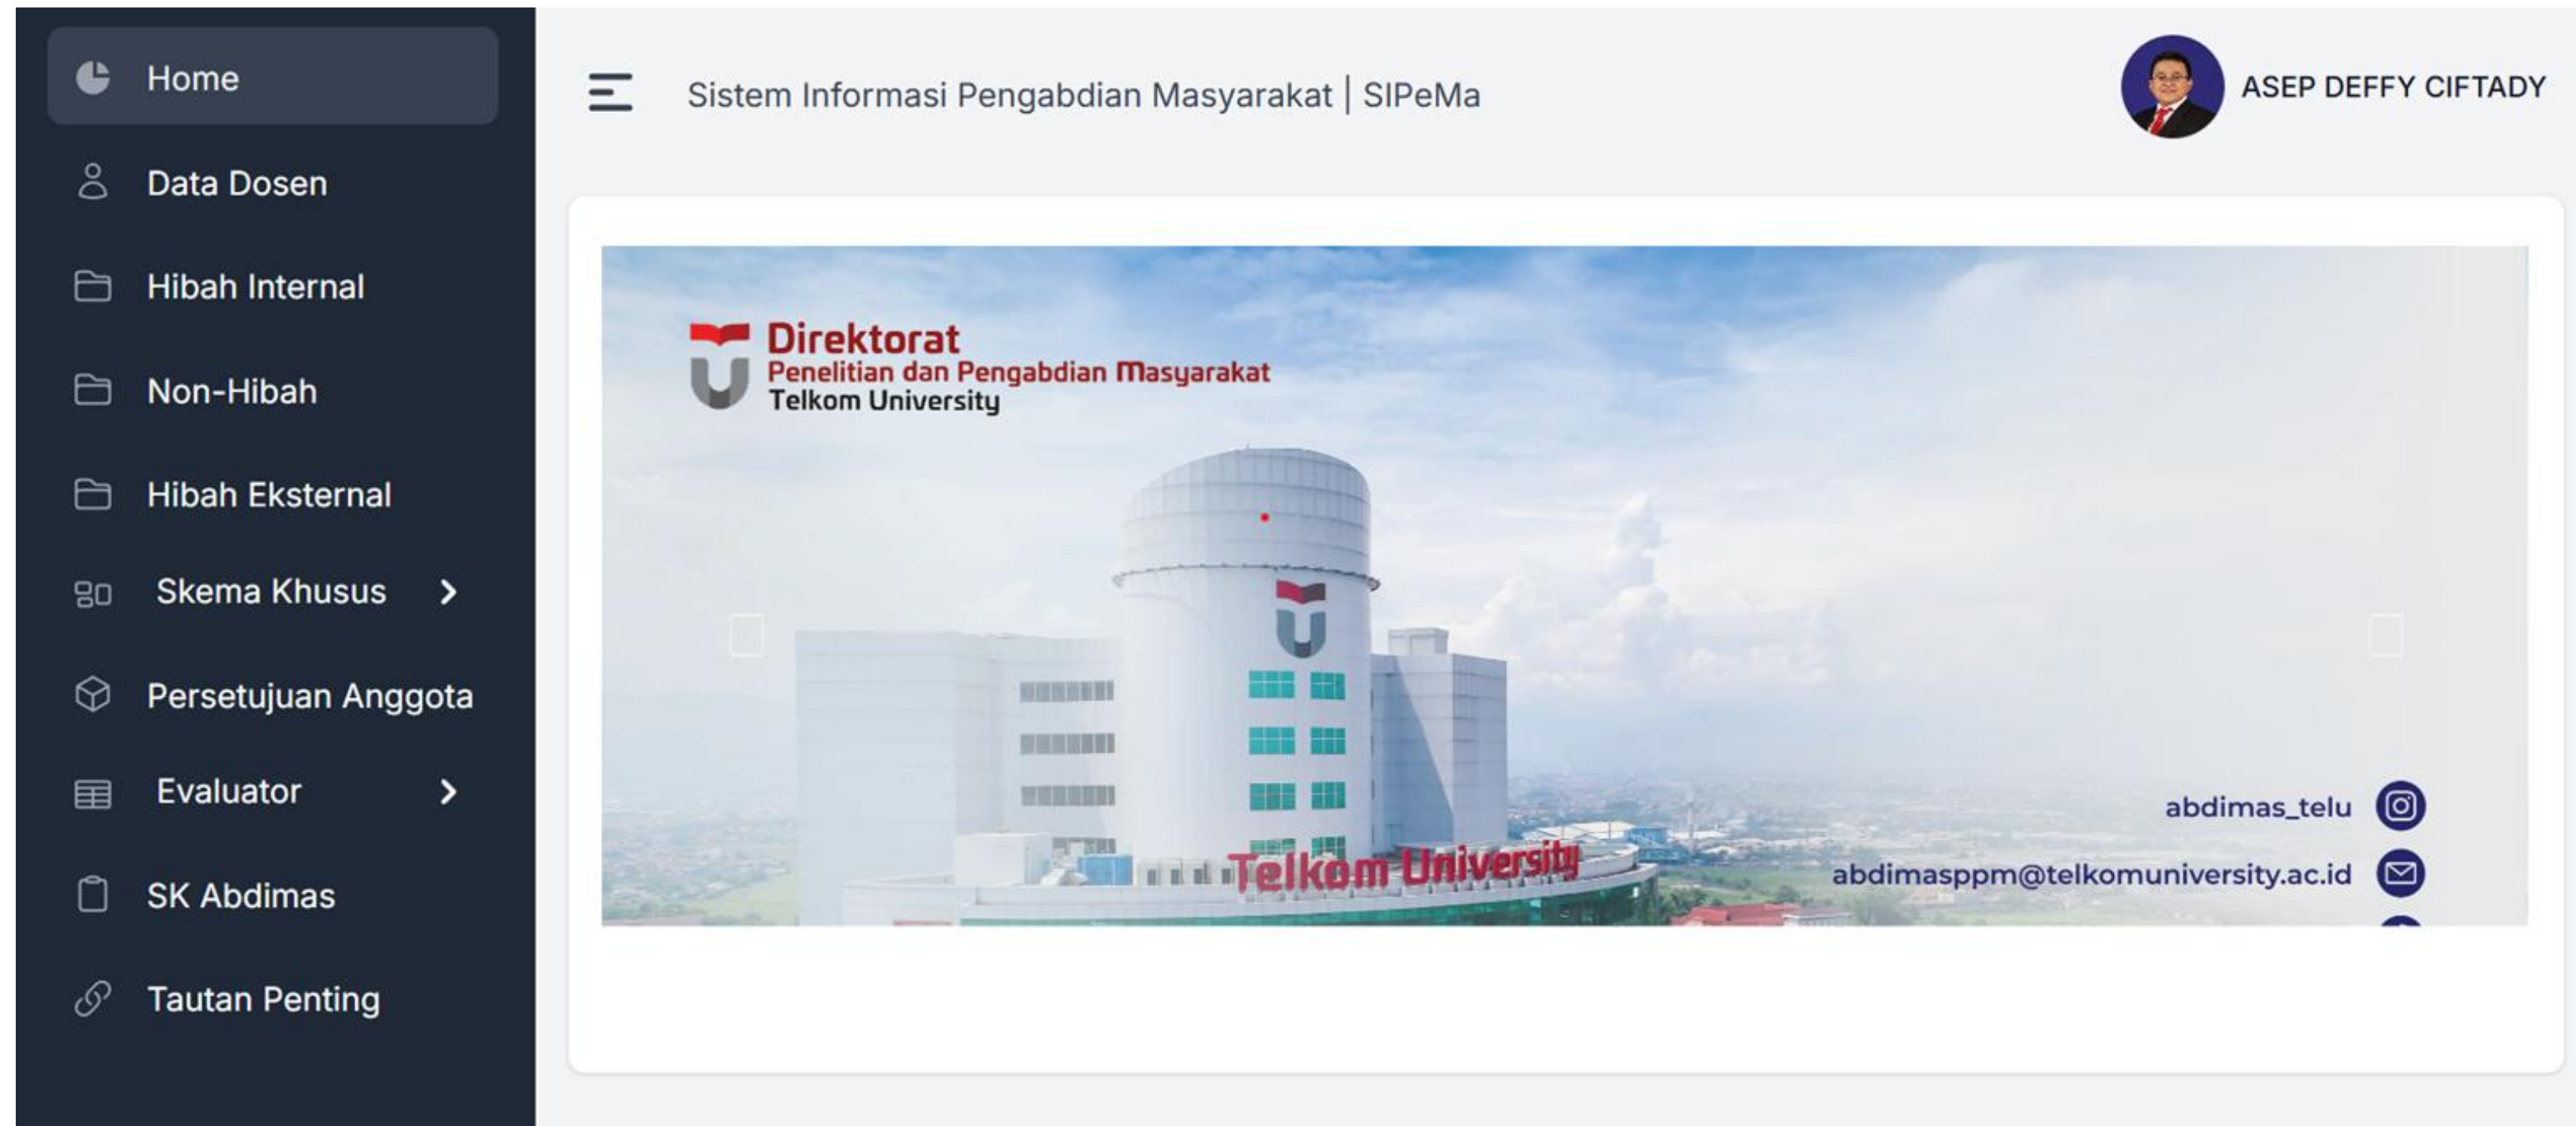 Home
Data Dosen
Hibah Internal
Non-Hibah
Hibah Eksternal
Skema Khusus
Persetujuan Anggota
Evaluator
SK Abdimas
Tautan Penting
Sistem Informasi Pengabdian Masyarakat | SIPeMa
ASEP DEFFY CIFTADY
Direktorat
Penelitian dan Pengabdian Masyarakat
Telkom University
Telkom University
abdimas_telu
abdimasppm@telkomuniversity.ac.id